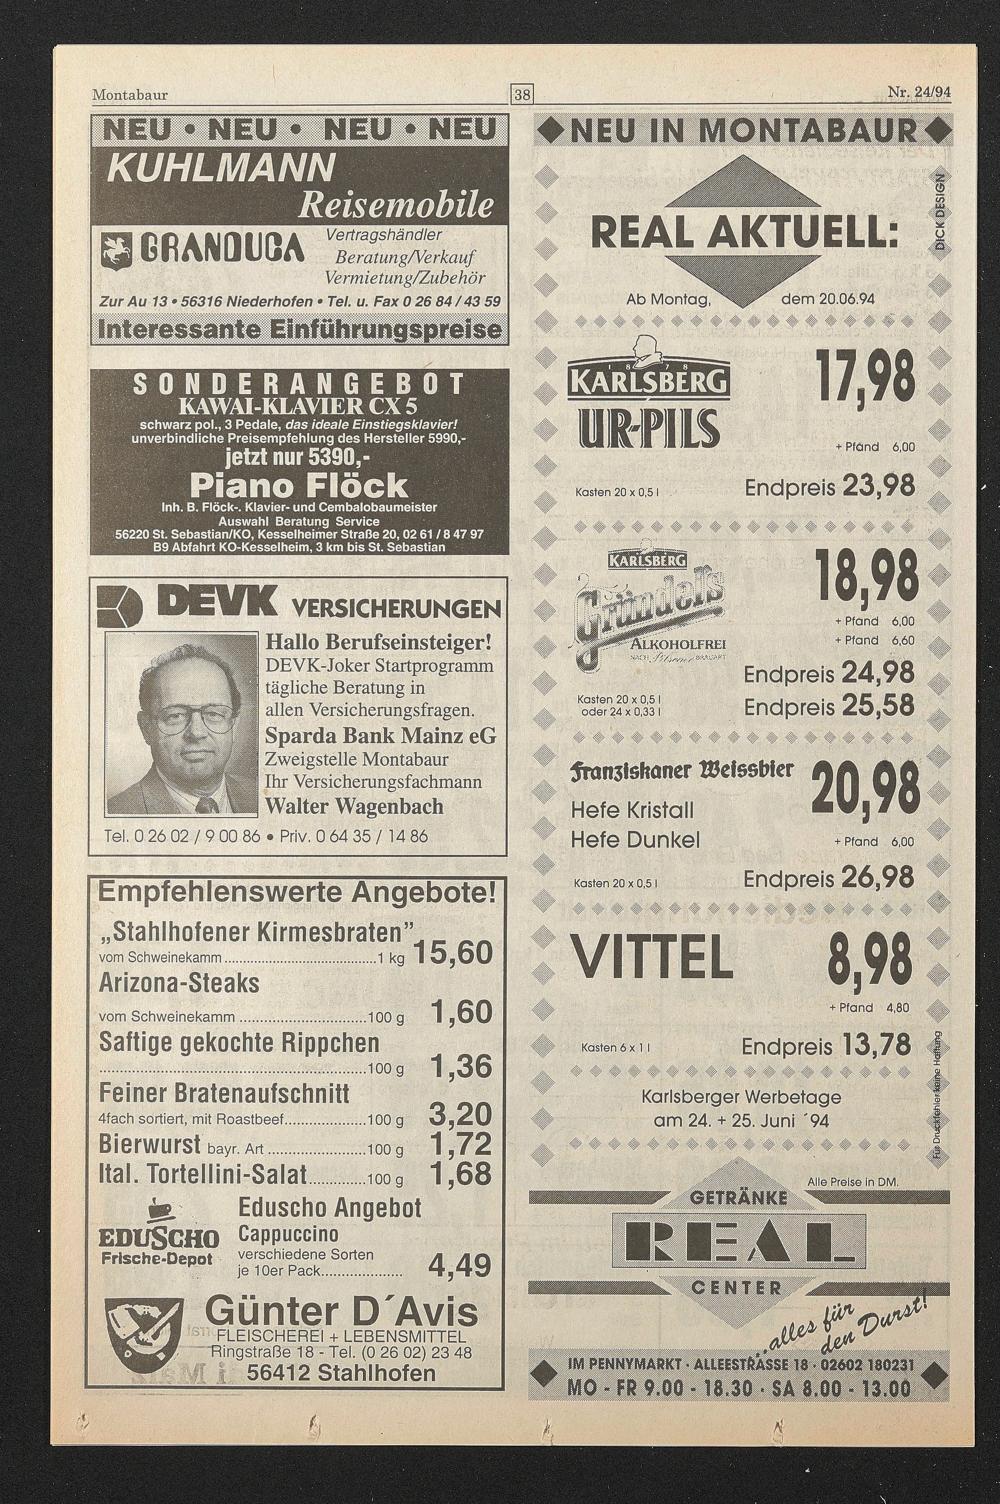 Montabaur
38
Nr. 24/94
NEU • NEU • NEU • NEU
KUHLMANN
Reisemobile
GRANDUCA
Vertragshändler
Beratung/Verkauf
Vermietung/Zubehör
Zur Au 13 • 56316 Niederhofen • Tel. u. Fax 0 26 84 / 43 59
Interessante Einführungspreise
SONDERANGEBOT
KAWAI-KLAVIER CX 5
schwarz pol., 3 Pedale, das ideale Einstiegsklavier!
unverbindliche Preisempfehlung des Hersteller 5990,-
jetzt nur 5390,-
Piano Flöck
Inh. B. Flöck-. Klavier- und Cembalobaumeister
Auswahl Beratung Service
56220 St. Sebastian/KO, Kesselheimer Straße 20, 02 61 / 8 47 97
B9 Abfahrt KO-Kesselheim, 3 km bis St. Sebastian
DEVK VERSICHERUNGEN
Hallo Berufseinsteiger!
DEVK-Joker Startprogramm
tägliche Beratung in
allen Versicherungsfragen.
Sparda Bank Mainz eG
Zweigstelle Montabaur
Ihr Versicherungsfachmann
Walter Wagenbach
Tel. 0 26 02 / 9 00 86 • Priv. 0 64 35 / 14 86
Empfehlenswerte Angebote!
„Stahlhofener Kirmesbraten”
vom Schweinekamm ... 1 kg 15,60
Arizona-Steaks
vom Schweinekamm ... 100 g 1,60
Saftige gekochte Rippchen
... 100 g 1,36
Feiner Bratenaufschnitt
4fach sortiert, mit Roastbeef ... 100 g 3,20
Bierwurst bayr. Art ... 100 g 1,72
Ital. Tortellini-Salat ... 100 g 1,68
EDUSCHO
Frische-Depot
Eduscho Angebot
Cappuccino
verschiedene Sorten
je 10er Pack ... 4,49
Günter D´Avis
FLEISCHEREI + LEBENSMITTEL
Ringstraße 18 - Tel. (0 26 02) 23 48
56412 Stahlhofen
NEU IN MONTABAUR
DICK DESIGN
REAL AKTUELL:
Ab Montag, dem 20.06.94
1878
KARLSBERG
UR-PILS
17,98
+ Pfand 6,00
Kasten 20 x 0,5 l
Endpreis 23,98
KARLSBERG
Gründel's
ALKOHOLFREI
NACH Pilsener BRAUART
18,98
+ Pfand 6,00
+ Pfand 6,60
Endpreis 24,98
Kasten 20 x 0,5 l
oder 24 x 0,33 l
Endpreis 25,58
Franziskaner Weissbier
20,98
Hefe Kristall
Hefe Dunkel
+ Pfand 6,00
Kasten 20 x 0,5 l
Endpreis 26,98
VITTEL
8,98
+ Pfand 4,80
Kasten 6 x 1 l
Endpreis 13,78
Für Druckfehler keine Haftung
Karlsberger Werbetage
am 24. + 25. Juni ´94
Alle Preise in DM.
GETRÄNKE
REAL
CENTER
...alles für
den Durst!
IM PENNYMARKT · ALLEESTRASSE 18 · 02602 180231
MO - FR 9.00 - 18.30 · SA 8.00 - 13.00